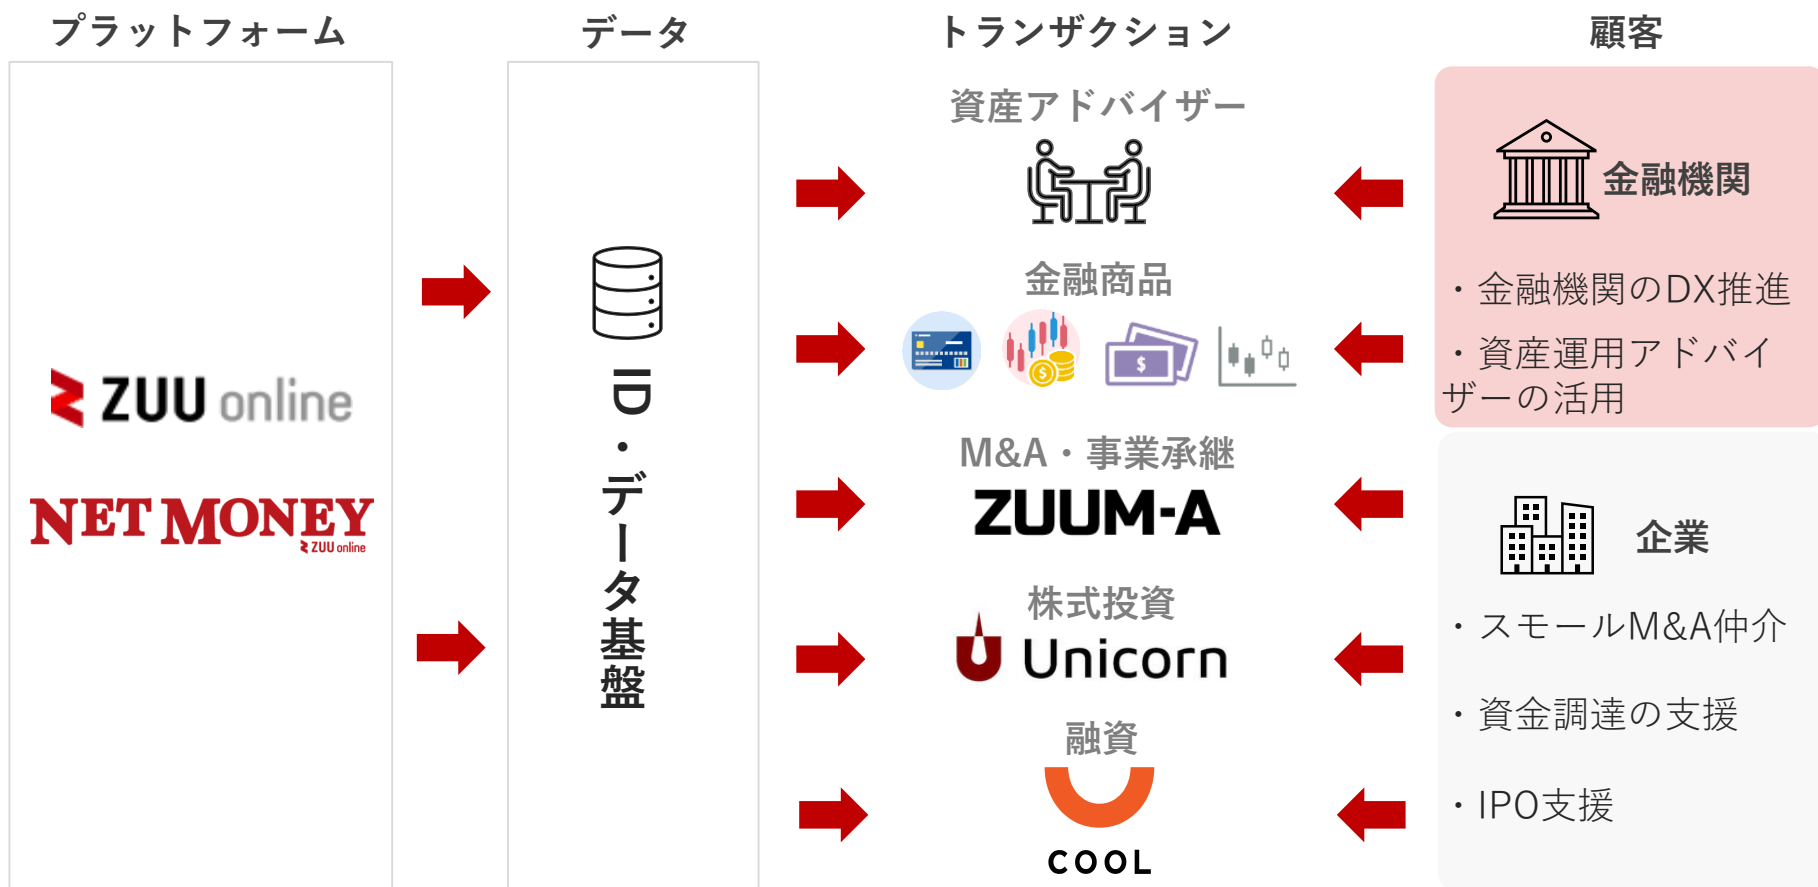 プラットフォーム
データ
トランザクション
顧客
ZUU online
NET MONEY
ZUU online
ID・データ基盤
資産アドバイザー
金融商品
M&A・事業承継
ZUUM-A
株式投資
Unicorn
融資
COOL
金融機関
・金融機関のDX推進
・資産運用アドバイ
ザーの活用
企業
・スモールM&A仲介
・資金調達の支援
・IPO支援